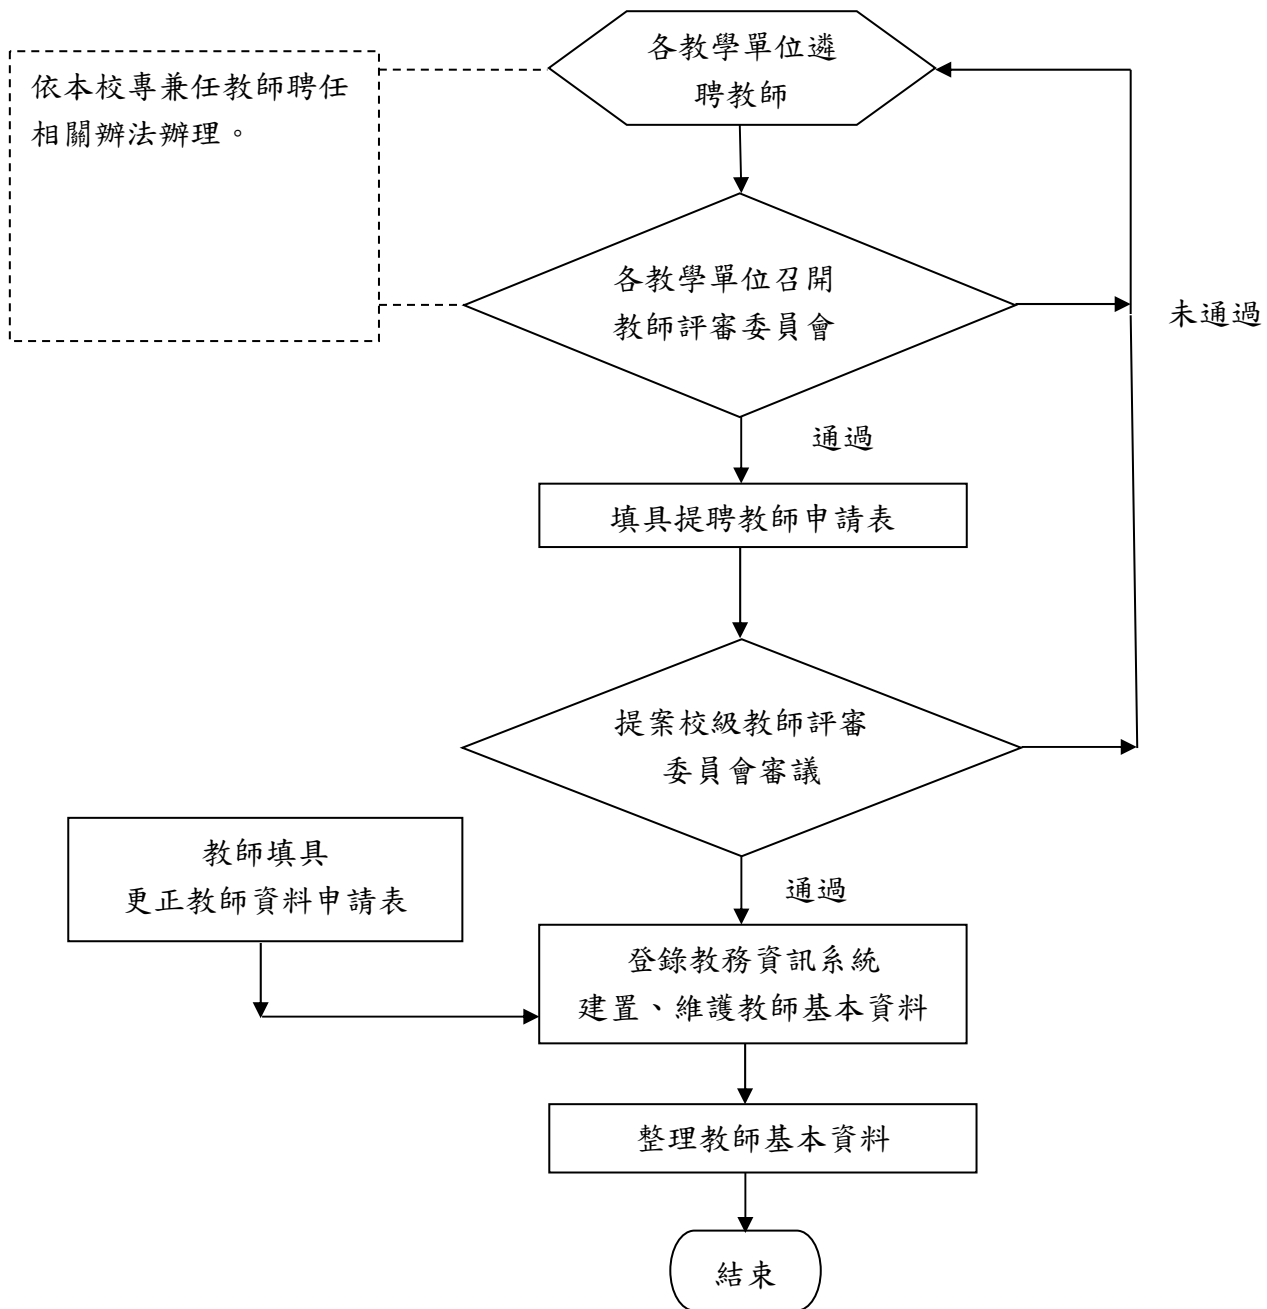 各教學單位遴
聘教師
依本校專兼任教師聘任
相關辦法辦理。
各教學單位召開
教師評審委員會
未通過
通過
填具提聘教師申請表
提案校級教師評審
委員會審議
教師填具
更正教師資料申請表
通過
登錄教務資訊系統
建置、維護教師基本資料
整理教師基本資料
結束